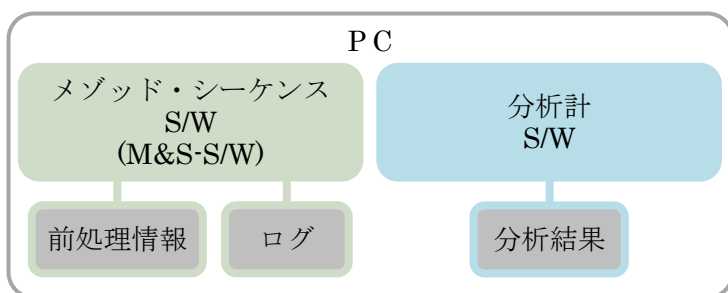 PC
メゾッド・シーケンス
S/W
(M&S-S/W)
分析計
S/W
前処理情報
ログ
分析結果